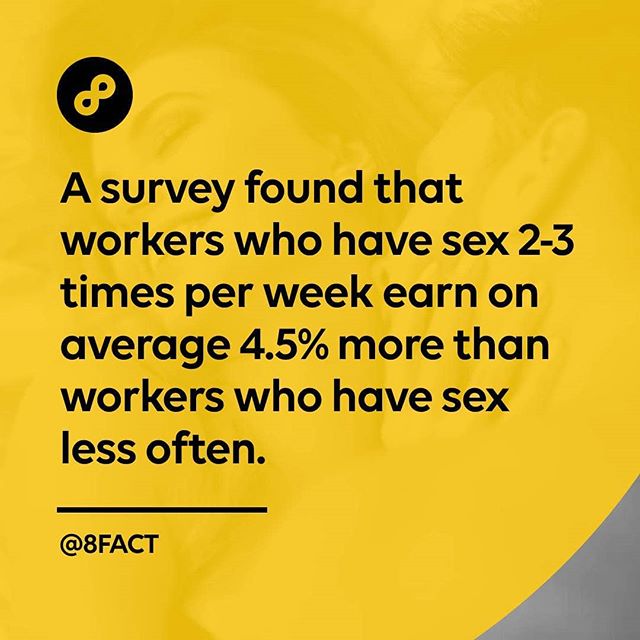 A survey found that
workers who have sex 2-3
times per week earn on
average 4.5% more than
workers who have sex
less often.
@8FACT